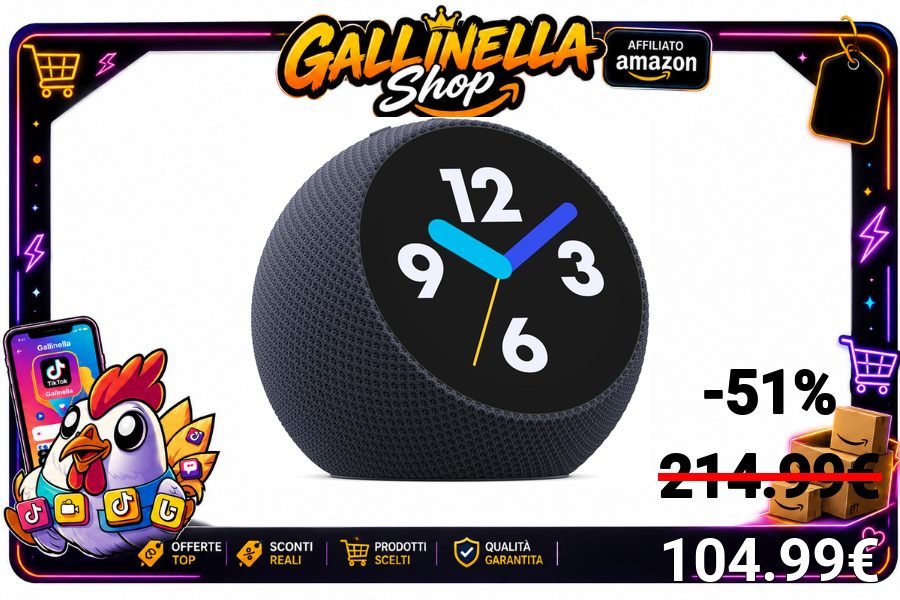 GALLINELLA
Shop
AFFILIATO
amazon
12
9
3
6
Gallinella
TikTok
Gallinella
-51%
214.99€
104.99€
OFFERTE
TOP
SCONTI
REALI
PRODOTTI
SCELTI
QUALITÀ
GARANTITA